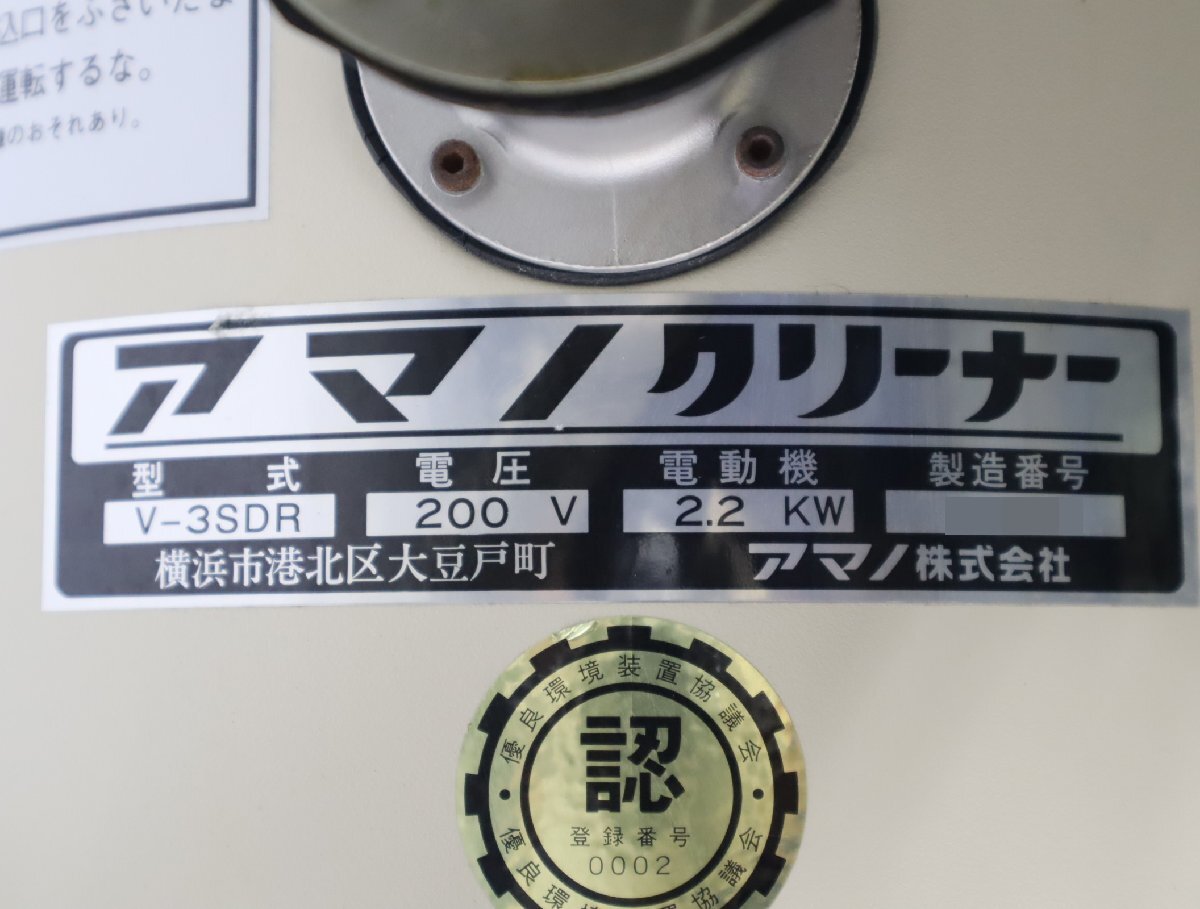 込口をふさいだま
運転するな。
のおそれあり。
アマノクリーナー
型式 電圧 電動機 製造番号
V-3SDR 200 V 2.2 KW
横浜市港北区大豆戸町 アマノ株式会社
優良環境装置協議会
認
登録番号
0002
優良環境装置協議会